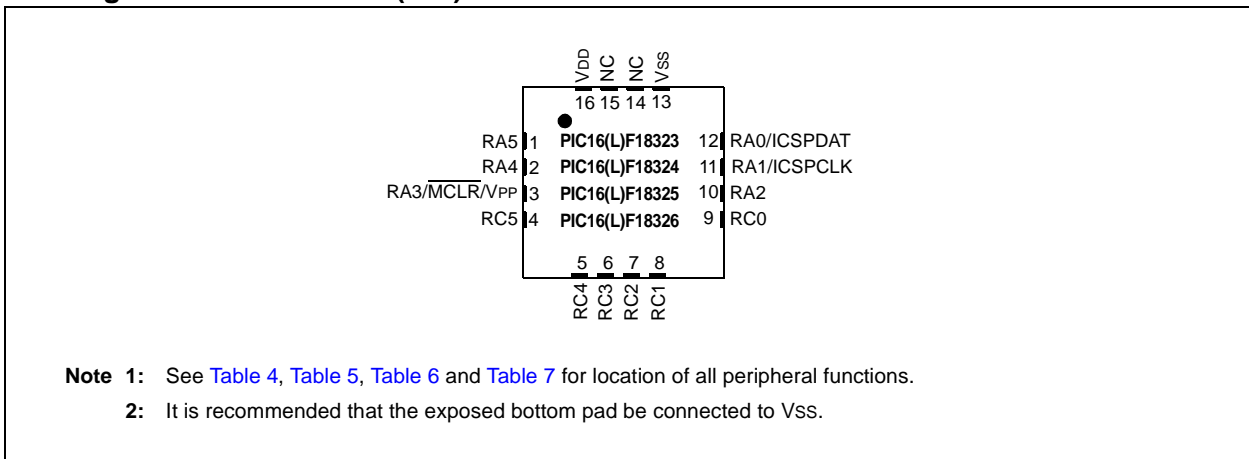 VDD
NC
NC
VSS
16 15 14 13
RA5 1 PIC16(L)F18323 12 RA0/ICSPDAT
RA4 2 PIC16(L)F18324 11 RA1/ICSPCLK
RA3/MCLR/VPP 3 PIC16(L)F18325 10 RA2
RC5 4 PIC16(L)F18326 9 RC0
5 6 7 8
RC4
RC3
RC2
RC1
Note 1: See Table 4, Table 5, Table 6 and Table 7 for location of all peripheral functions.
2: It is recommended that the exposed bottom pad be connected to VSS.